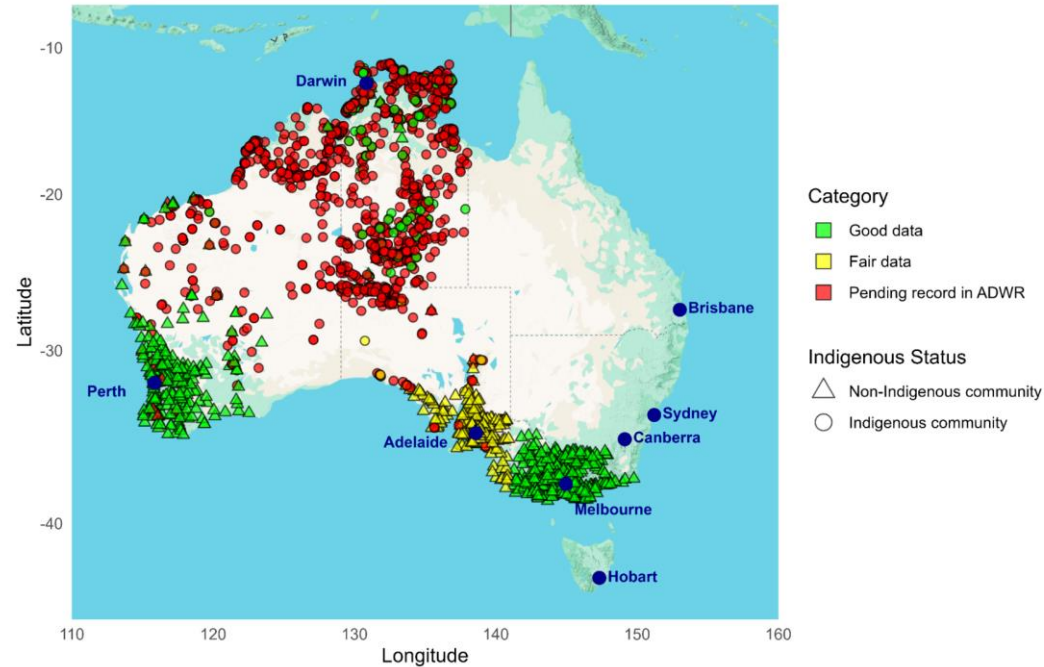 -10
-20
-30
-40
Latitude
110
120
130
140
150
160
Longitude
Darwin
Brisbane
Perth
Sydney
Canberra
Adelaide
Melbourne
Hobart
Category
Good data
Fair data
Pending record in ADWR
Indigenous Status
Non-Indigenous community
Indigenous community